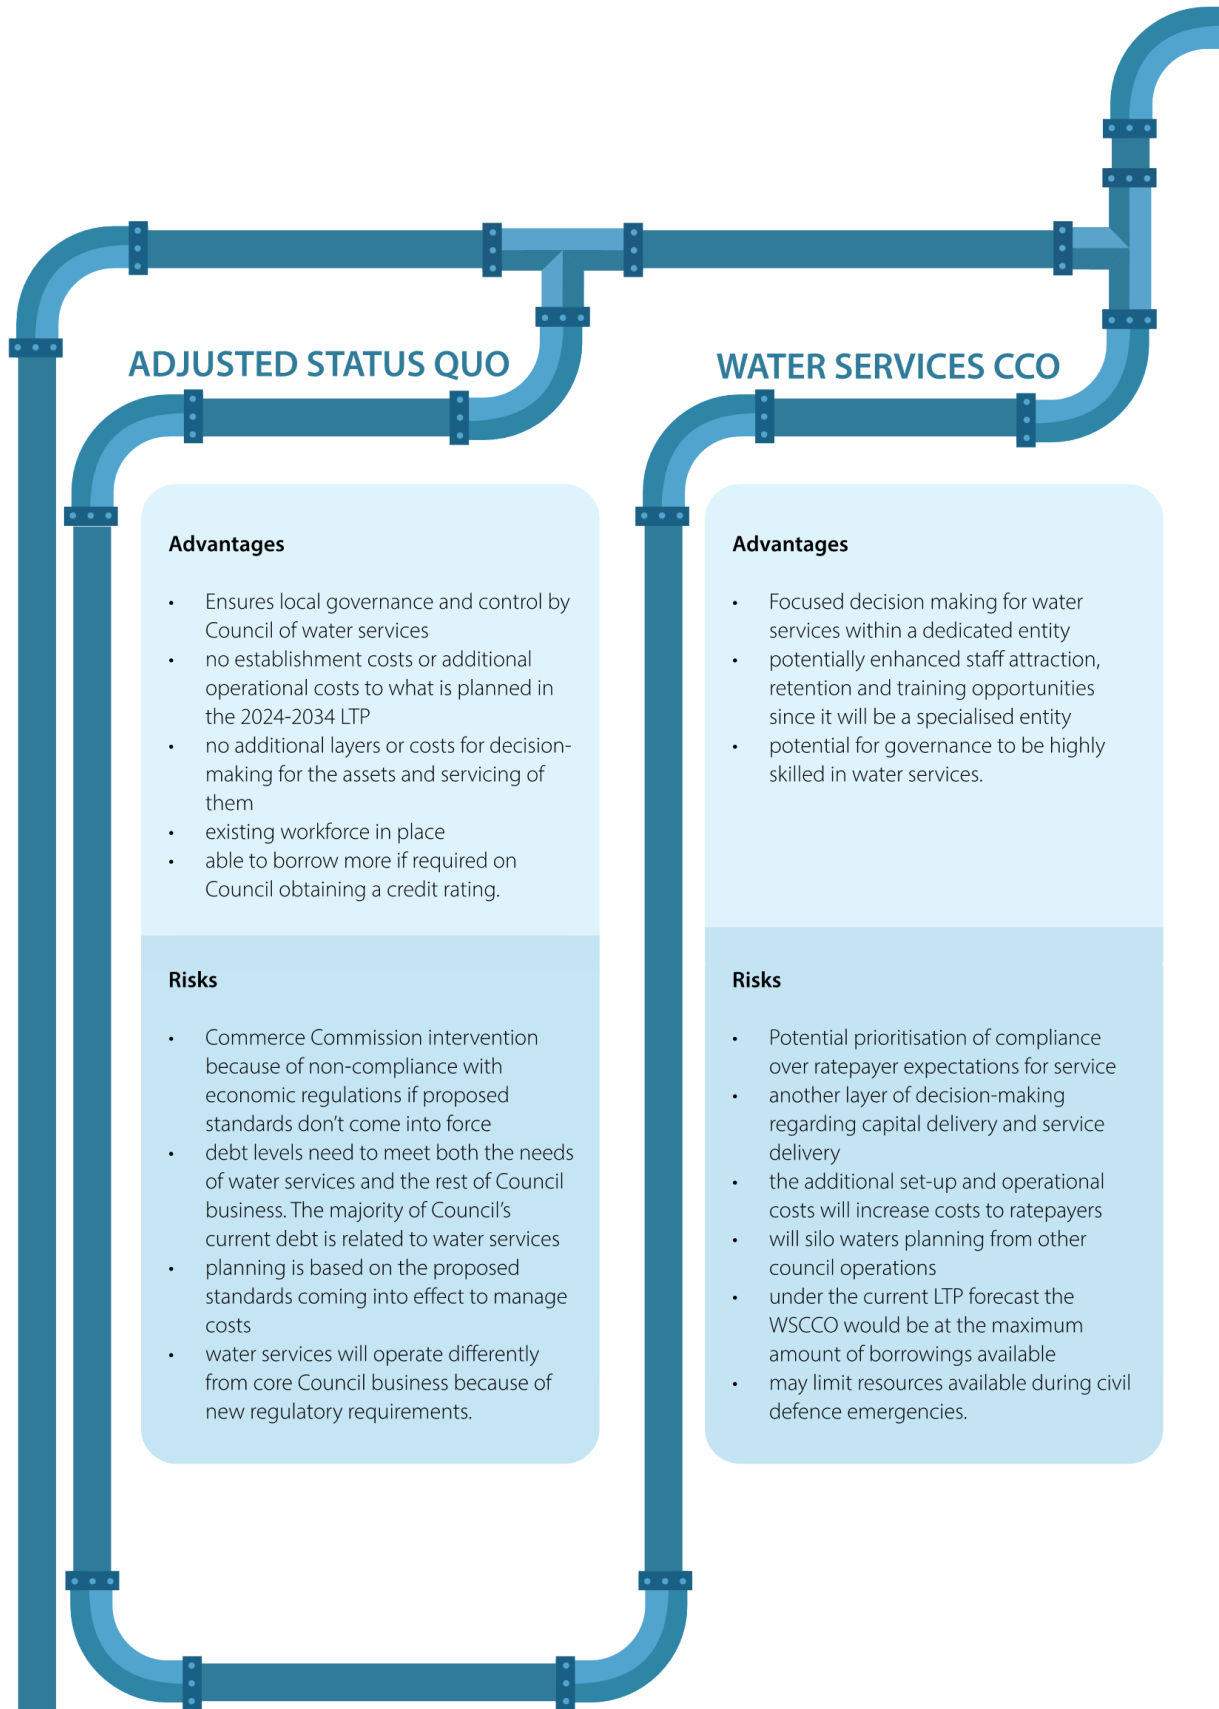 ADJUSTED STATUS QUO
Advantages
• Ensures local governance and control by
Council of water services
• no establishment costs or additional
operational costs to what is planned in
the 2024-2034 LTP
• no additional layers or costs for decision-
making for the assets and servicing of
them
• existing workforce in place
• able to borrow more if required on
Council obtaining a credit rating.
Risks
• Commerce Commission intervention
because of non-compliance with
economic regulations if proposed
standards don’t come into force
• debt levels need to meet both the needs
of water services and the rest of Council
business. The majority of Council’s
current debt is related to water services
• planning is based on the proposed
standards coming into effect to manage
costs
• water services will operate differently
from core Council business because of
new regulatory requirements.
WATER SERVICES CCO
Advantages
• Focused decision making for water
services within a dedicated entity
• potentially enhanced staff attraction,
retention and training opportunities
since it will be a specialised entity
• potential for governance to be highly
skilled in water services.
Risks
• Potential prioritisation of compliance
over ratepayer expectations for service
• another layer of decision-making
regarding capital delivery and service
delivery
• the additional set-up and operational
costs will increase costs to ratepayers
• will silo waters planning from other
council operations
• under the current LTP forecast the
WSCCO would be at the maximum
amount of borrowings available
• may limit resources available during civil
defence emergencies.